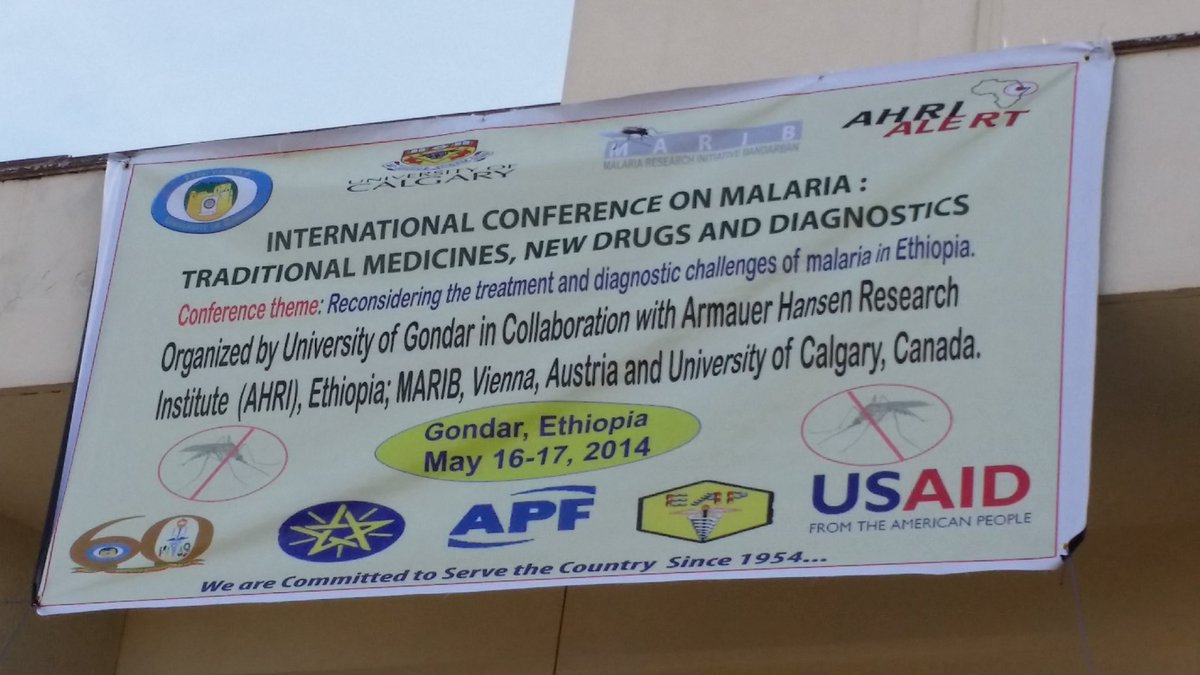 UNIVERSITY OF
CALGARY
MARIB
MALARIA RESEARCH INITIATIVE BANDARBAN
AHRI
ALERT
INTERNATIONAL CONFERENCE ON MALARIA :
TRADITIONAL MEDICINES, NEW DRUGS AND DIAGNOSTICS
Conference theme: Reconsidering the treatment and diagnostic challenges of malaria in Ethiopia.
Organized by University of Gondar in Collaboration with Armauer Hansen Research
Institute (AHRI), Ethiopia; MARIB, Vienna, Austria and University of Calgary, Canada.
Gondar, Ethiopia
May 16-17, 2014
60
APF
USAID
FROM THE AMERICAN PEOPLE
We are Committed to Serve the Country Since 1954...